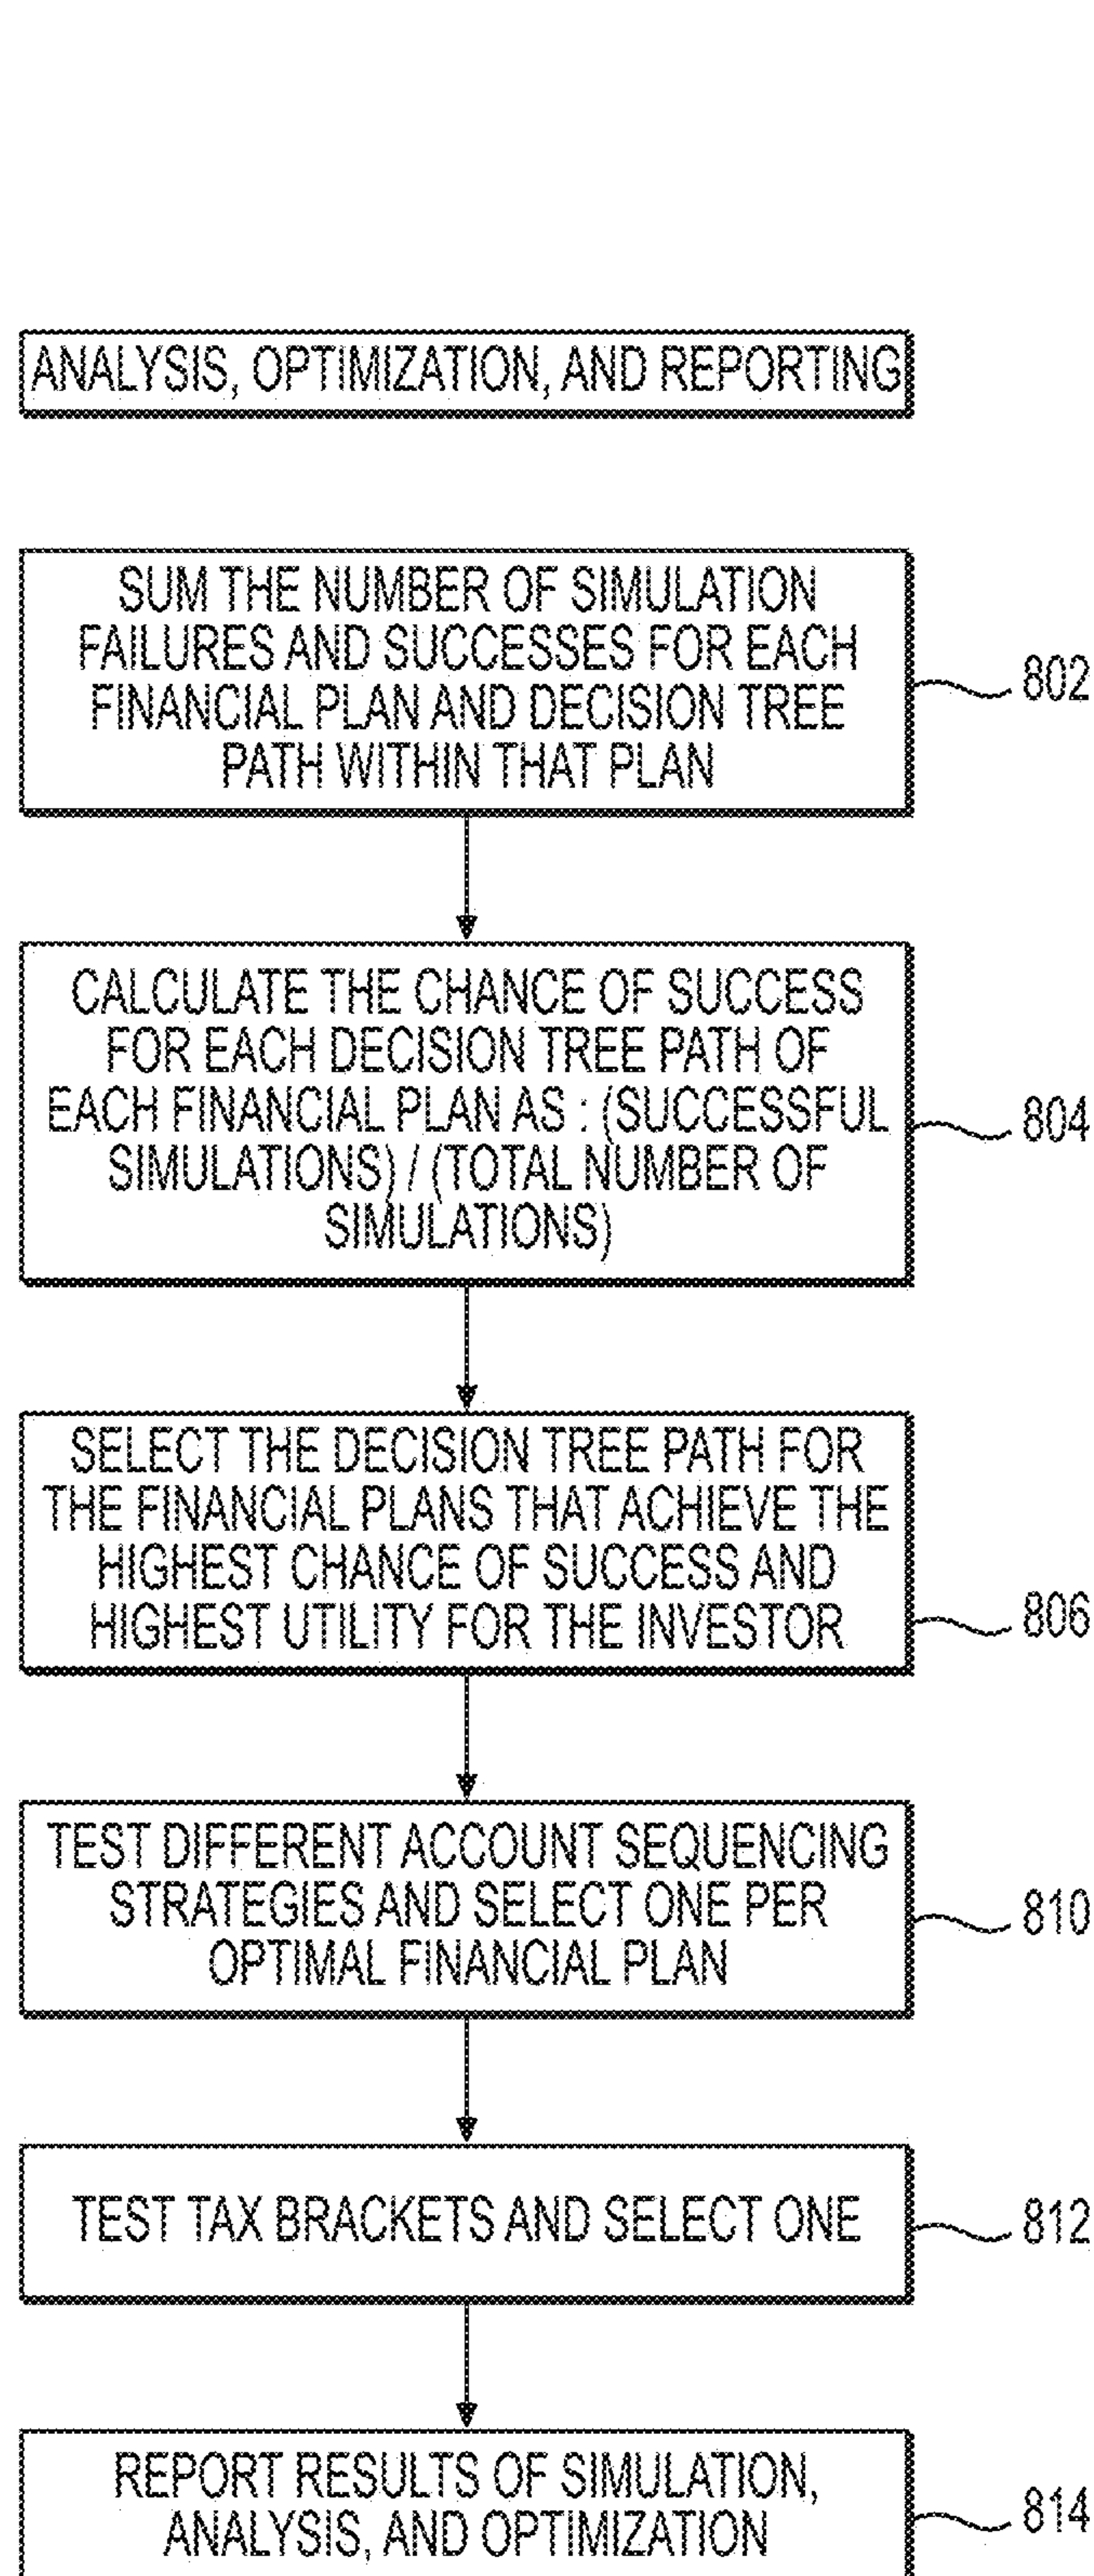 ANALYSIS, OPTIMIZATION, AND REPORTING
SUM THE NUMBER OF SIMULATION
FAILURES AND SUCCESSES FOR EACH
FINANCIAL PLAN AND DECISION TREE
PATH WITHIN THAT PLAN
802
CALCULATE THE CHANCE OF SUCCESS
FOR EACH DECISION TREE PATH OF
EACH FINANCIAL PLAN AS : (SUCCESSFUL
SIMULATIONS) / (TOTAL NUMBER OF
SIMULATIONS)
804
SELECT THE DECISION TREE PATH FOR
THE FINANCIAL PLANS THAT ACHIEVE THE
HIGHEST CHANCE OF SUCCESS AND
HIGHEST UTILITY FOR THE INVESTOR
806
TEST DIFFERENT ACCOUNT SEQUENCING
STRATEGIES AND SELECT ONE PER
OPTIMAL FINANCIAL PLAN
810
TEST TAX BRACKETS AND SELECT ONE
812
REPORT RESULTS OF SIMULATION,
ANALYSIS, AND OPTIMIZATION
814